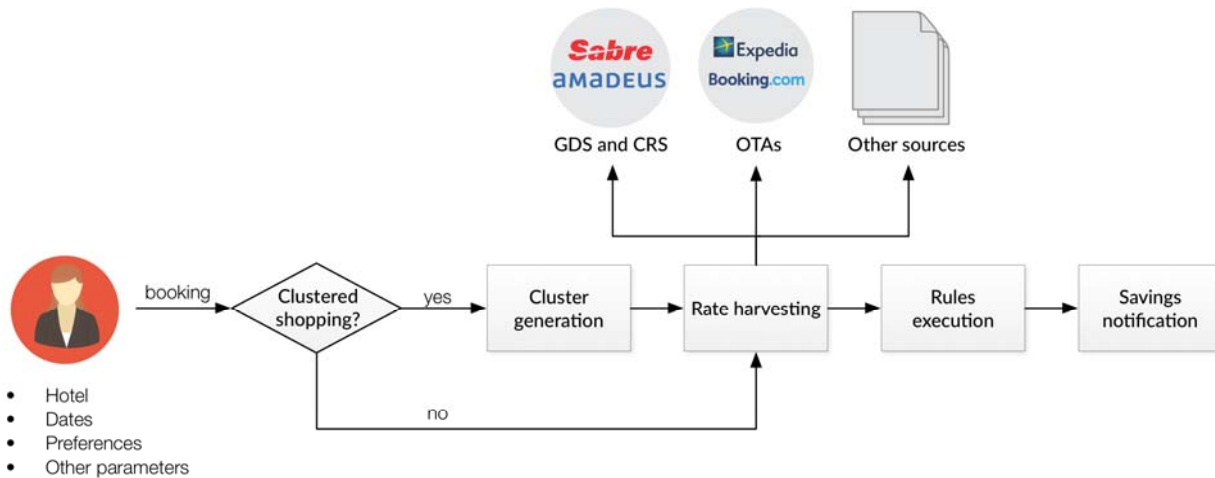 Sabre
aMaDEUS
Expedia
Booking.com
GDS and CRS
OTAs
Other sources
booking
Clustered
shopping?
yes
Cluster
generation
Rate harvesting
Rules
execution
Savings
notification
no
• Hotel
• Dates
• Preferences
• Other parameters